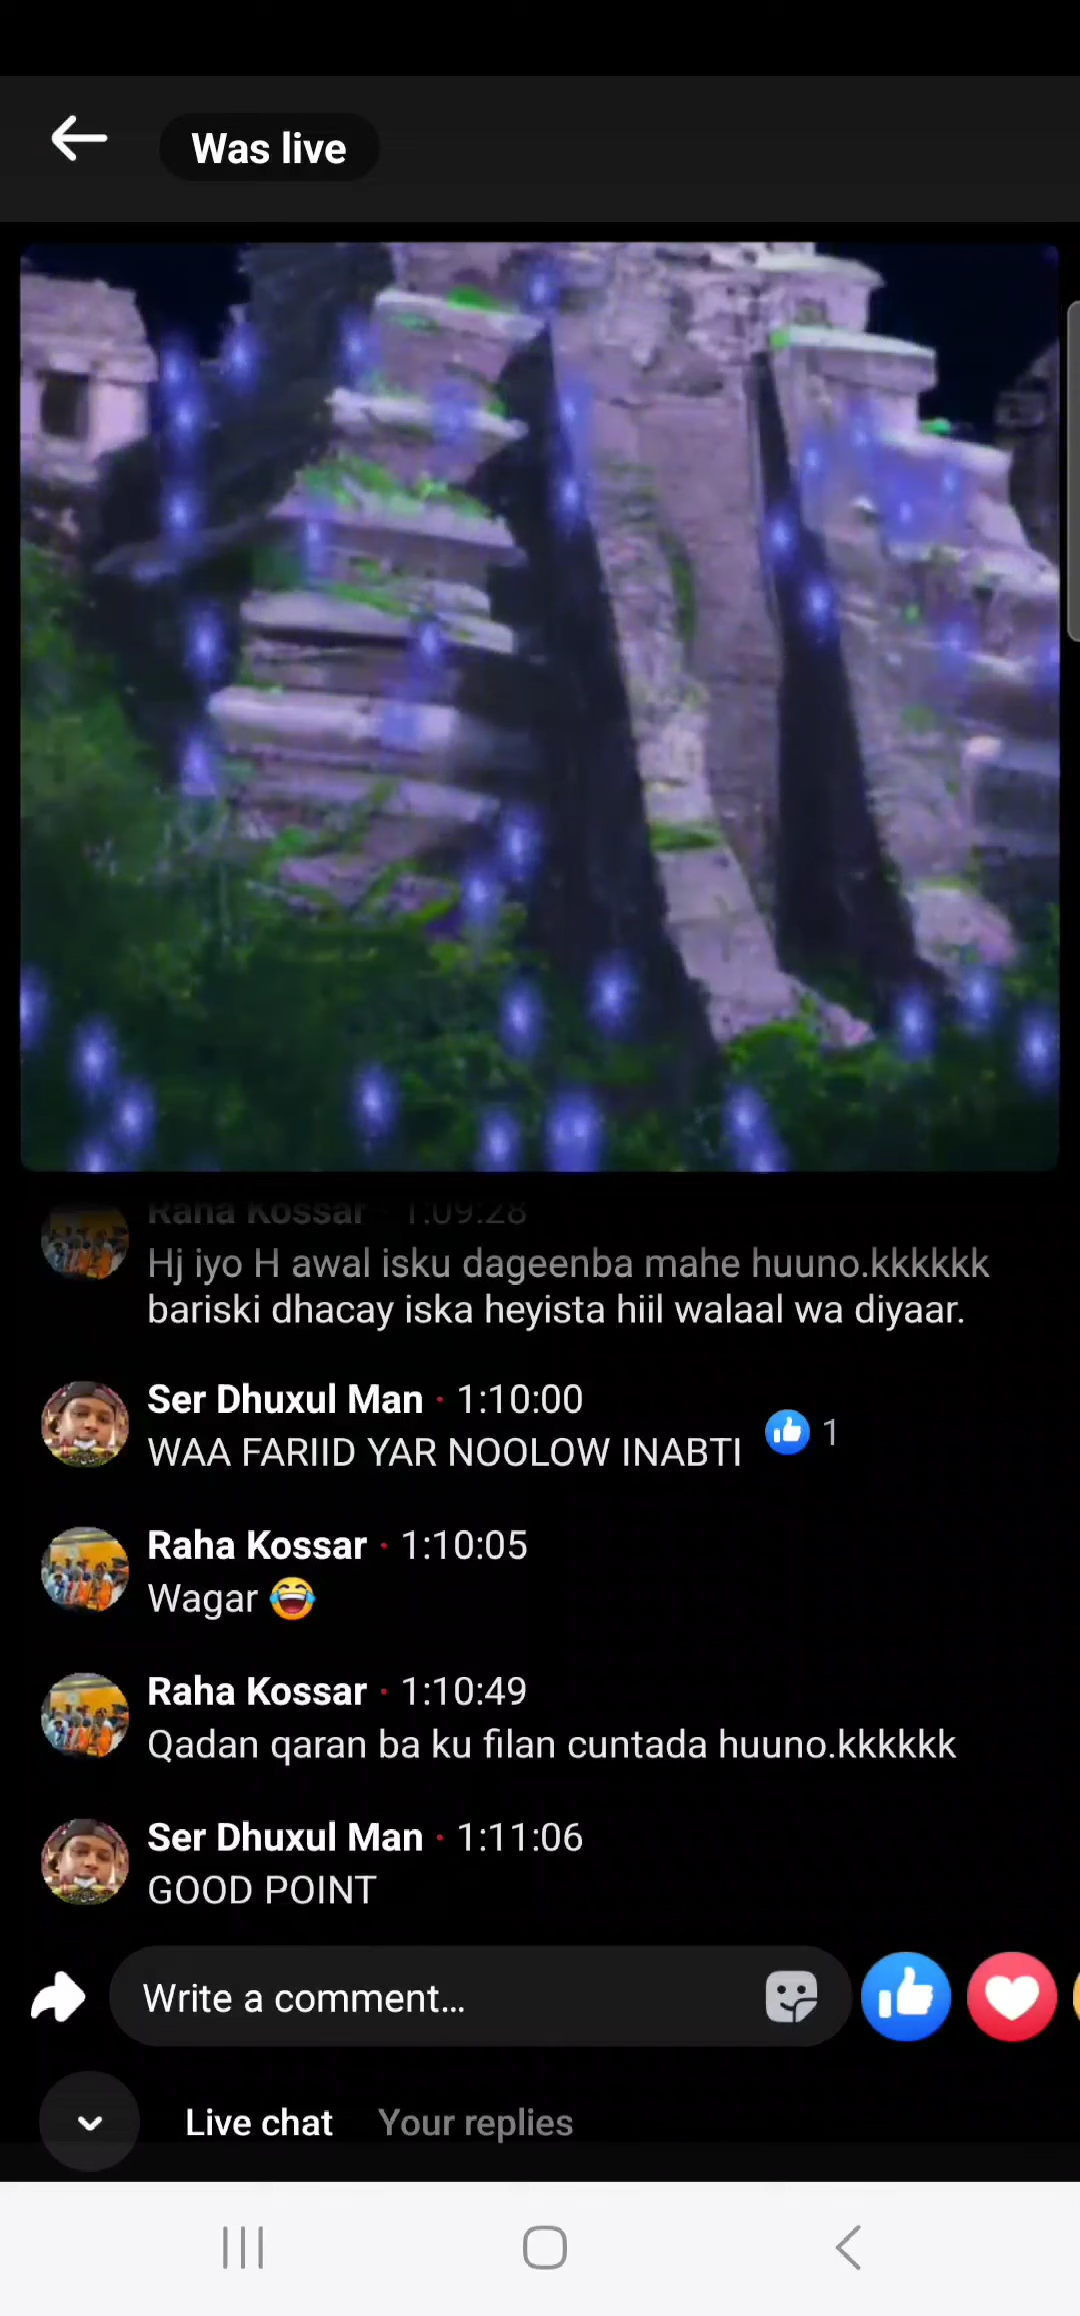 Was live
Raha Kossar · 1:09:28
Hj iyo H awal isku dageenba mahe huuno.kkkkkk
bariski dhacay iska heyista hiil walaal wa diyaar.
Ser Dhuxul Man · 1:10:00
WAA FARIID YAR NOOLOW INABTI 1
Raha Kossar · 1:10:05
Wagar 😂
Raha Kossar · 1:10:49
Qadan qaran ba ku filan cuntada huuno.kkkkkk
Ser Dhuxul Man · 1:11:06
GOOD POINT
Write a comment...
Live chat Your replies